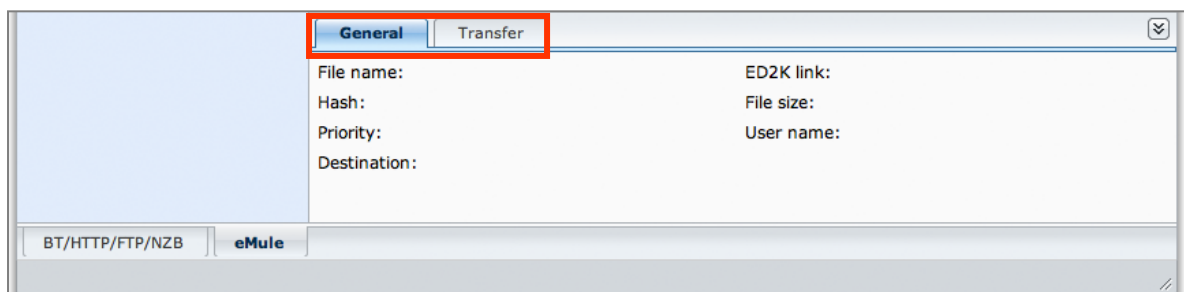 General Transfer
File name: ED2K link:
Hash: File size:
Priority: User name:
Destination:
BT/HTTP/FTP/NZB eMule